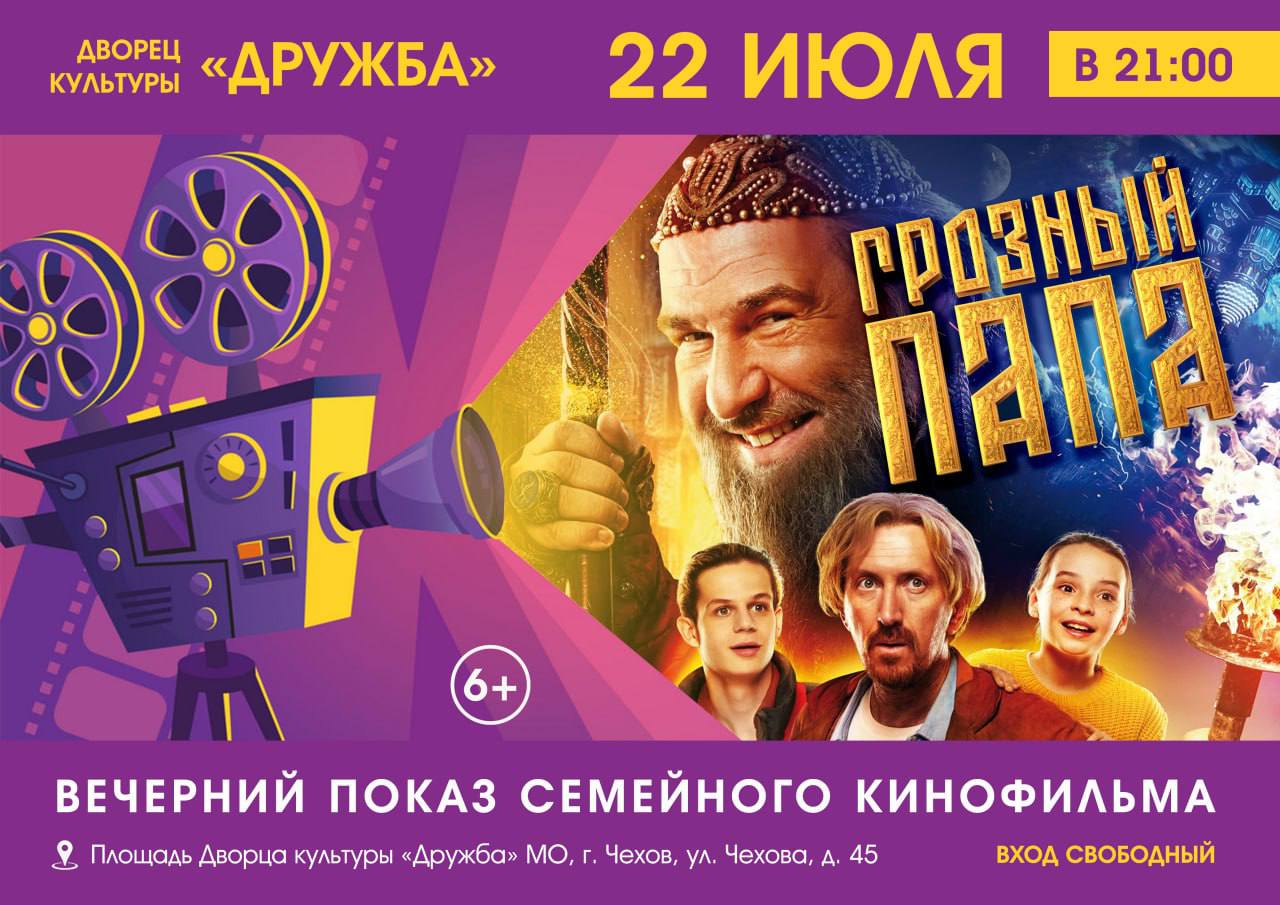 ДВОРЕЦ
КУЛЬТУРЫ
«ДРУЖБА»
22 ИЮЛЯ
В 21:00
ГРОЗНЫЙ
ПАПА
6+
ВЕЧЕРНИЙ ПОКАЗ СЕМЕЙНОГО КИНОФИЛЬМА
Площадь Дворца культуры «Дружба» МО, г. Чехов, ул. Чехова, д. 45
ВХОД СВОБОДНЫЙ